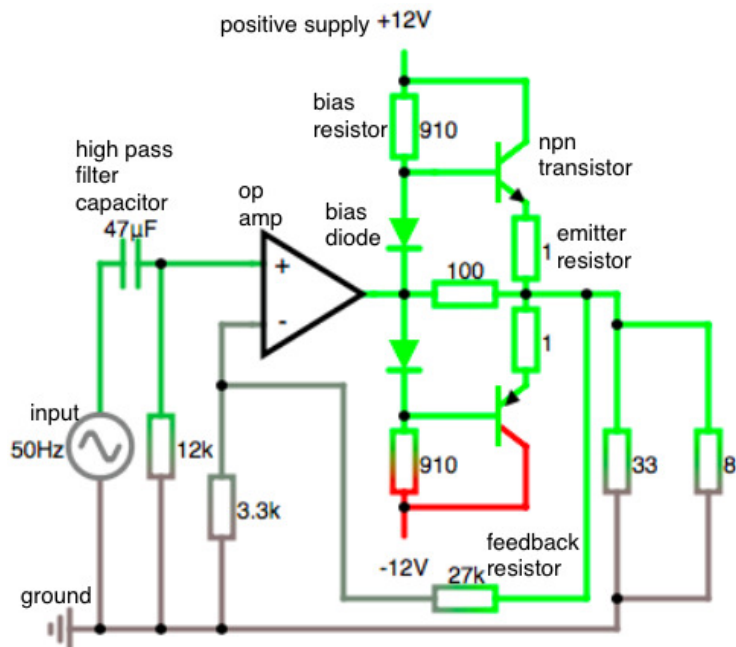 positive supply +12V
bias
resistor
910
npn
transistor
high pass
filter
capacitor
47µF
op
amp
bias
diode
1
emitter
resistor
100
+
-
1
input
50Hz
12k
3.3k
910
33
8
-12V
feedback
resistor
27k
ground